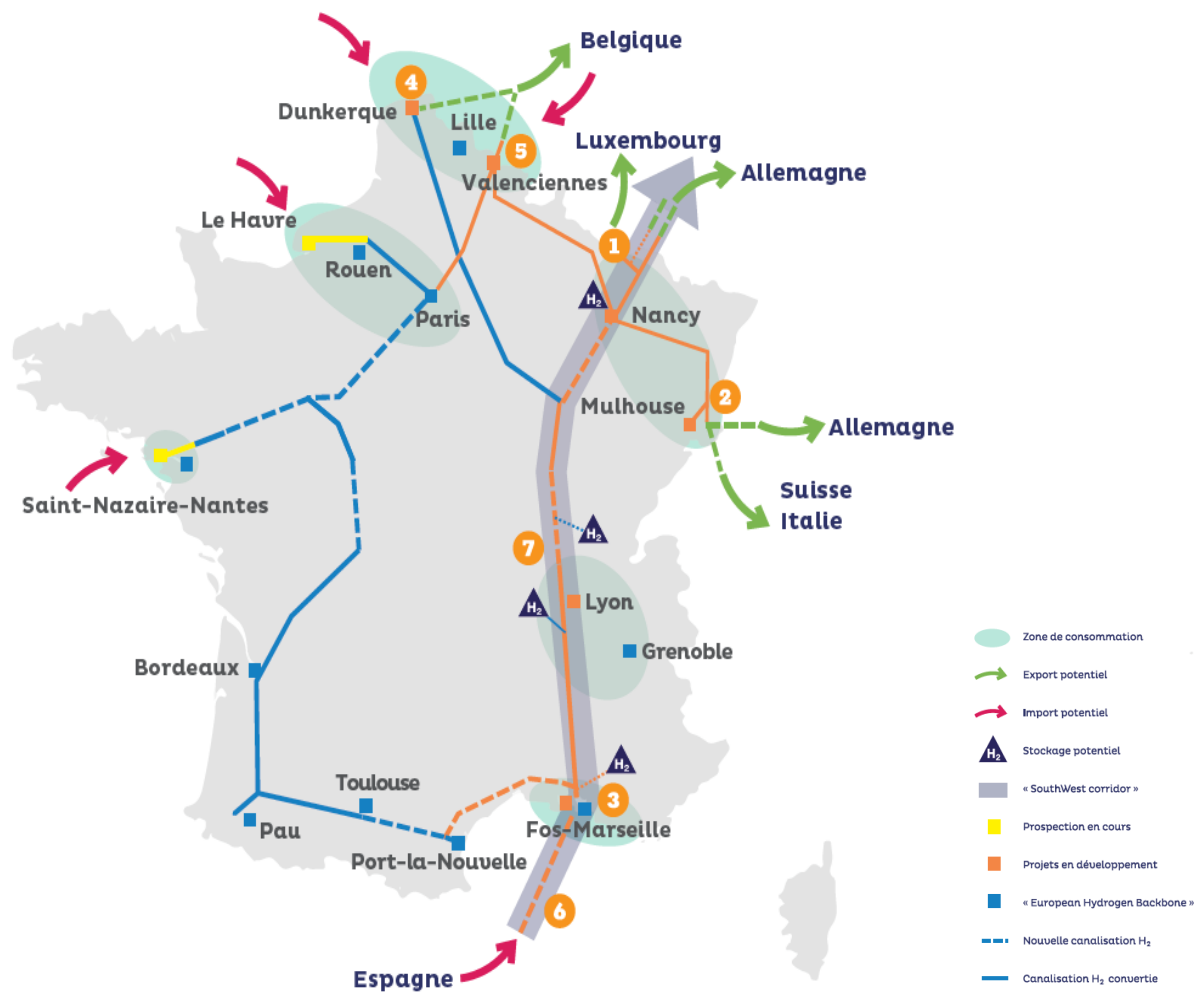 Belgique
4
Dunkerque
Lille
5
Luxembourg
Valenciennes
Allemagne
Le Havre
1
Rouen
H₂
Nancy
Paris
Mulhouse
2
Allemagne
Saint-Nazaire-Nantes
Suisse
Italie
H₂
7
H₂
Lyon
Grenoble
Bordeaux
H₂
Toulouse
3
Pau
Fos-Marseille
Port-la-Nouvelle
6
Espagne
Zone de consommation
Export potentiel
Import potentiel
H₂
Stockage potentiel
« SouthWest corridor »
Prospection en cours
Projets en développement
« European Hydrogen Backbone »
Nouvelle canalisation H₂
Canalisation H₂ convertie